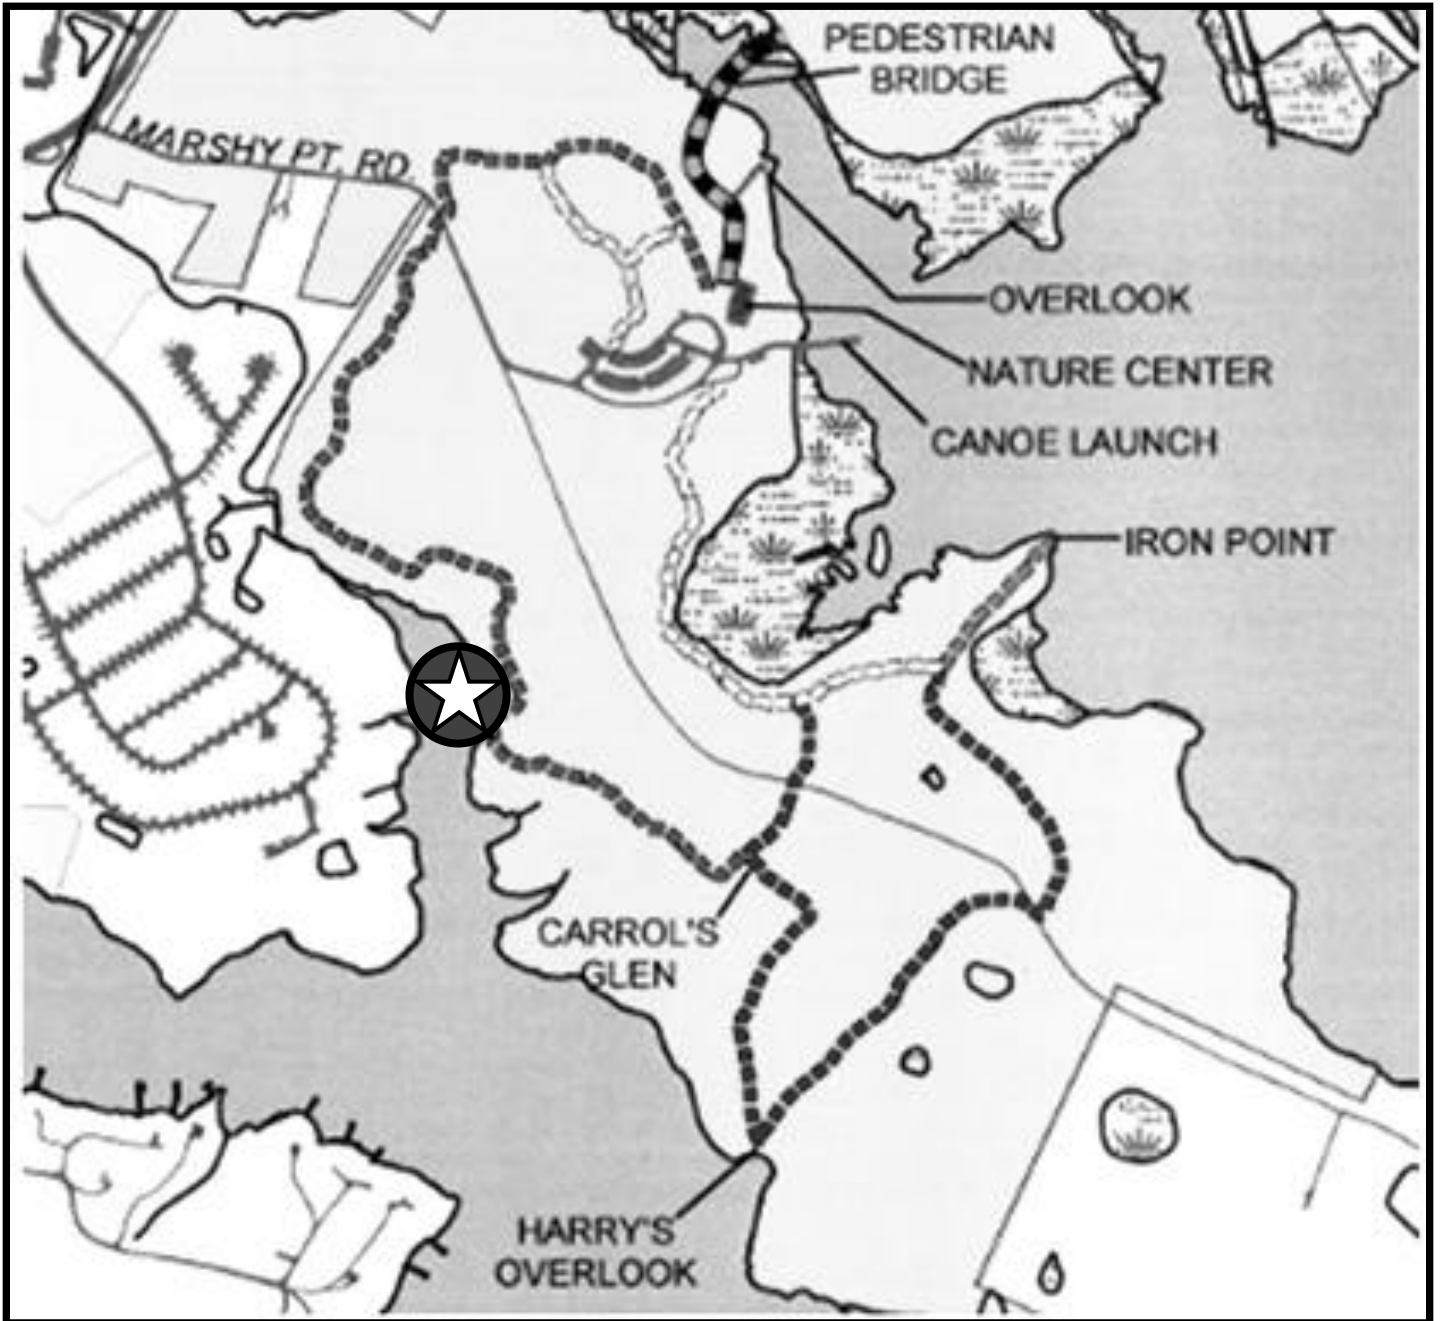 PEDESTRIAN
BRIDGE
MARSHY PT. RD.
OVERLOOK
NATURE CENTER
CANOE LAUNCH
IRON POINT
CARROL'S
GLEN
HARRY'S
OVERLOOK